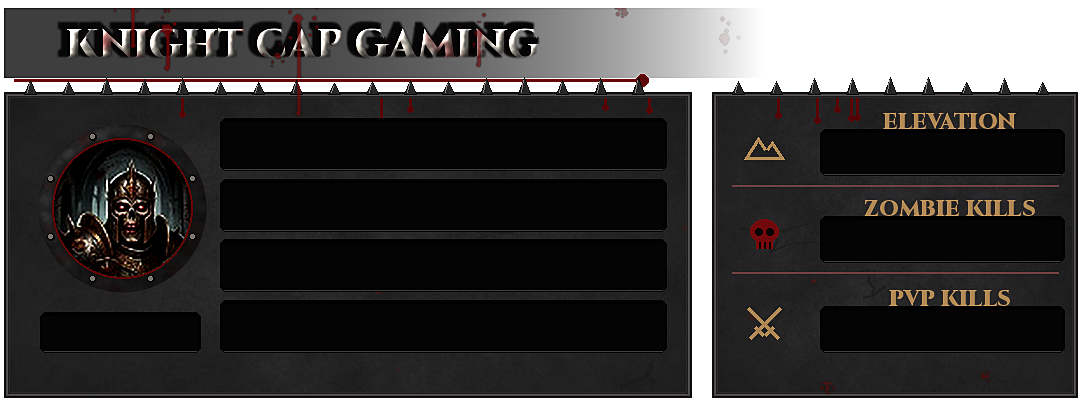 KNIGHT CAP GAMING
ELEVATION
ZOMBIE KILLS
PVP KILLS